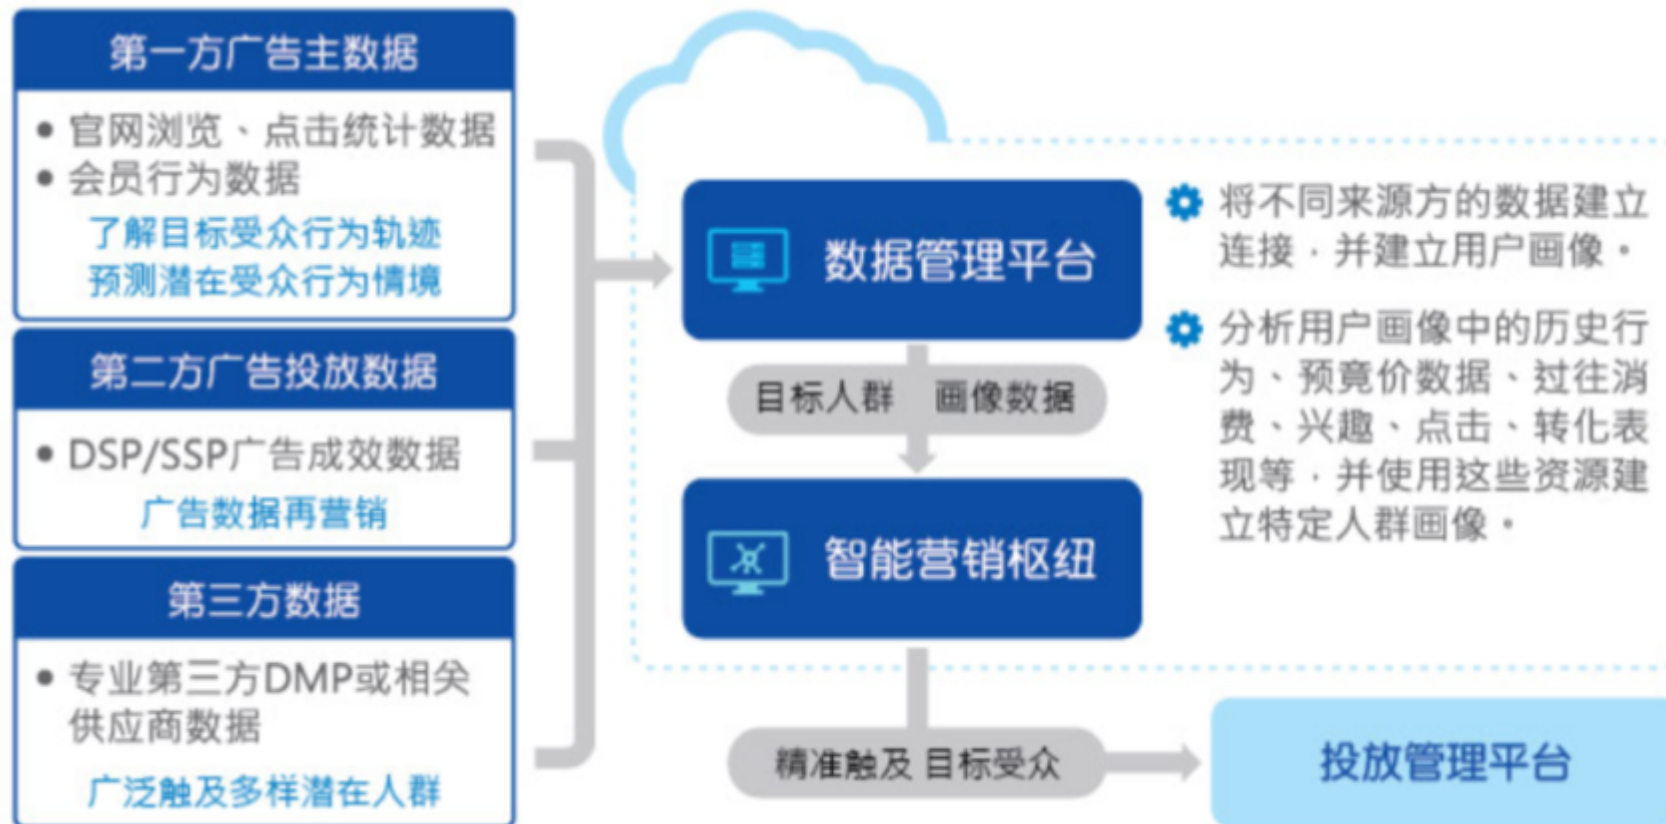 第一方广告主数据
• 官网浏览、点击统计数据
• 会员行为数据
了解目标受众行为轨迹
预测潜在受众行为情境
第二方广告投放数据
• DSP/SSP广告成效数据
广告数据再营销
第三方数据
• 专业第三方DMP或相关
供应商数据
广泛触及多样潜在人群
数据管理平台
目标人群 画像数据
智能营销枢纽
精准触及 目标受众
将不同来源方的数据建立
连接，并建立用户画像。
分析用户画像中的历史行
为、预竟价数据、过往消
费、兴趣、点击、转化表
现等，并使用这些资源建
立特定人群画像。
投放管理平台